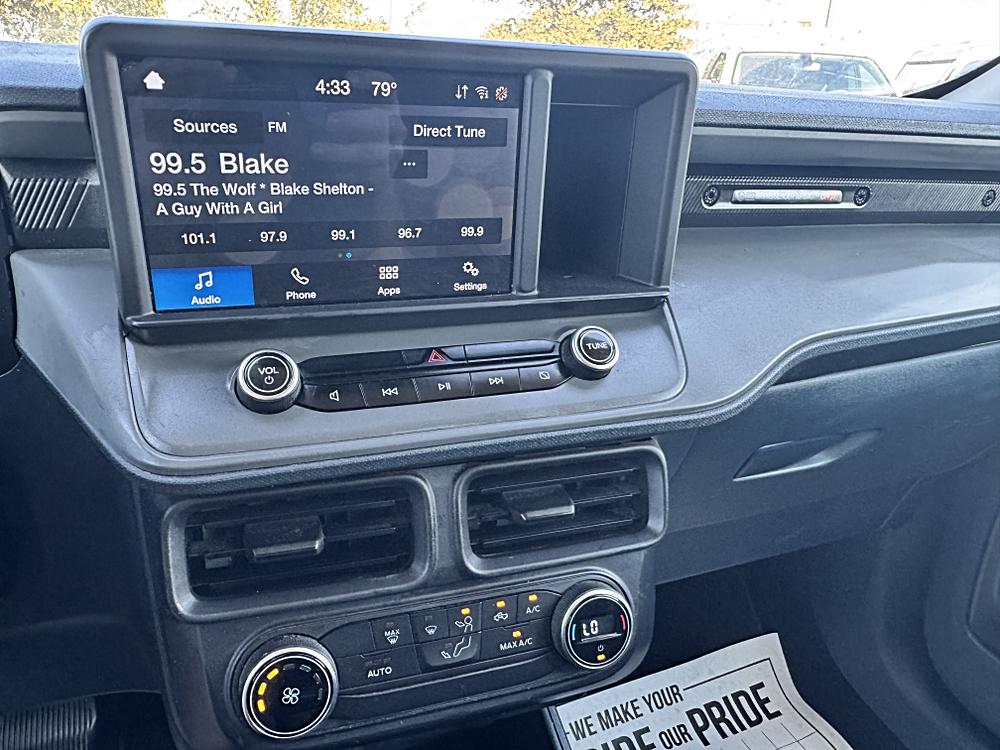 4:33 79°
Sources FM Direct Tune
99.5 Blake
...
99.5 The Wolf * Blake Shelton -
A Guy With A Girl
101.1 97.9 99.1 96.7 99.9
Audio Phone Apps Settings
VOL
TUNE
MAX
A/C
AUTO
MAX A/C
LO
WE MAKE YOUR
RIDE OUR PRIDE